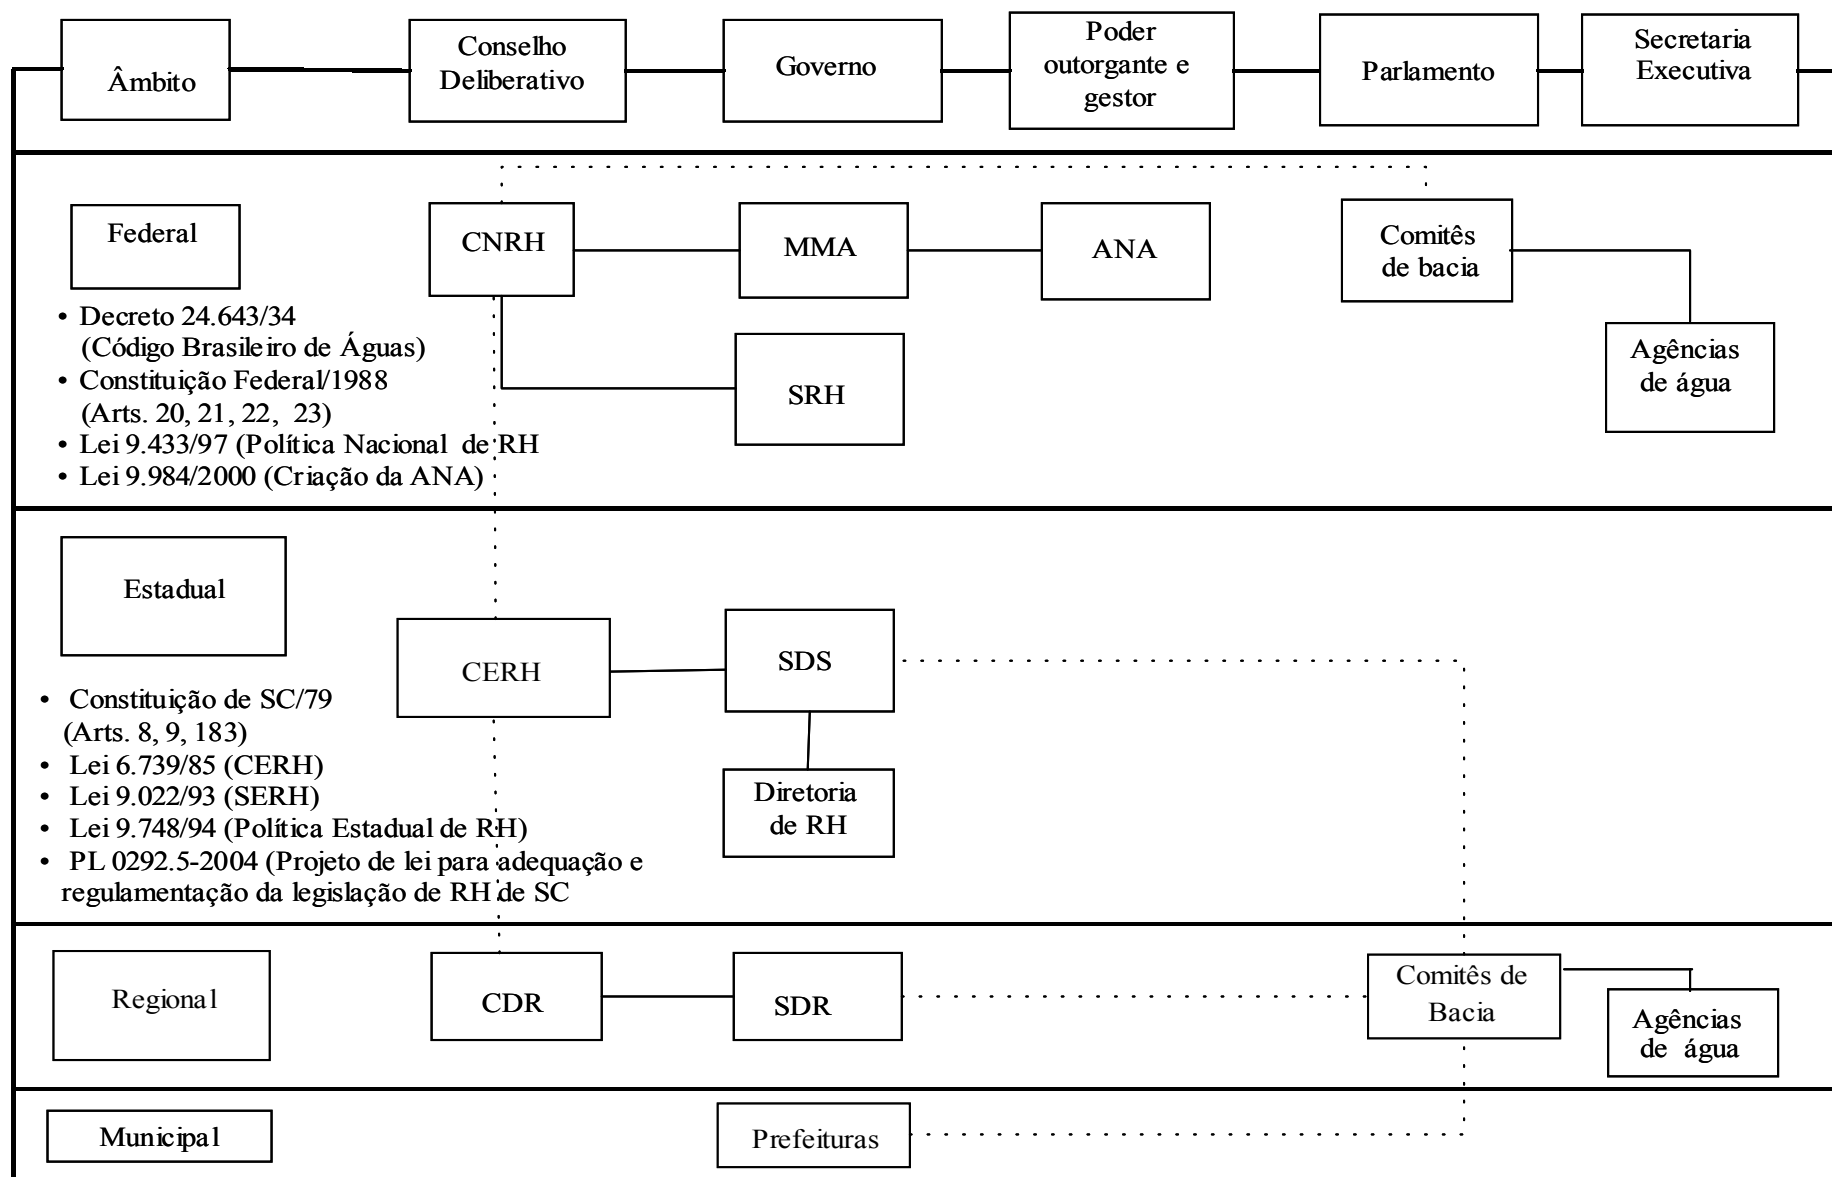 Âmbito
Conselho
Deliberativo
Governo
Poder
outorgante e
gestor
Parlamento
Secretaria
Executiva
Federal
CNRH
MMA
ANA
Comitês
de bacia
Agências
de água
SRH
• Decreto 24.643/34
(Código Brasileiro de Águas)
• Constituição Federal/1988
(Arts. 20, 21, 22, 23)
• Lei 9.433/97 (Política Nacional de RH
• Lei 9.984/2000 (Criação da ANA)
Estadual
CERH
SDS
Diretoria
de RH
• Constituição de SC/79
(Arts. 8, 9, 183)
• Lei 6.739/85 (CERH)
• Lei 9.022/93 (SERH)
• Lei 9.748/94 (Política Estadual de RH)
• PL 0292.5-2004 (Projeto de lei para adequação e
regulamentação da legislação de RH de SC
Regional
CDR
SDR
Comitês de
Bacia
Agências
de água
Municipal
Prefeituras